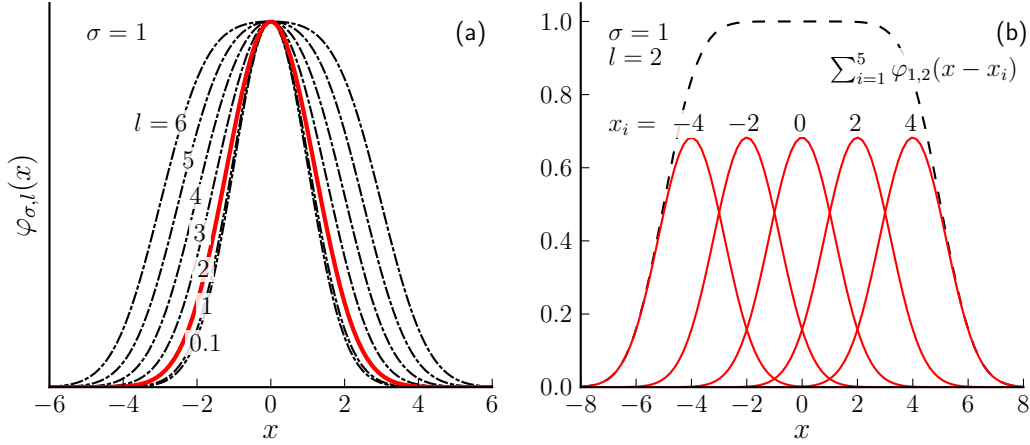 σ = 1
(a)
l = 6
5
4
3
2
1
0.1
φσ,l(x)
−6 −4 −2 0 2 4 6
x
σ = 1
l = 2
(b)
∑⁵ᵢ₌₁ φ₁,₂(x − xᵢ)
xᵢ = −4 −2 0 2 4
1.0
0.8
0.6
0.4
0.2
0.0
−8 −6 −4 −2 0 2 4 6 8
x